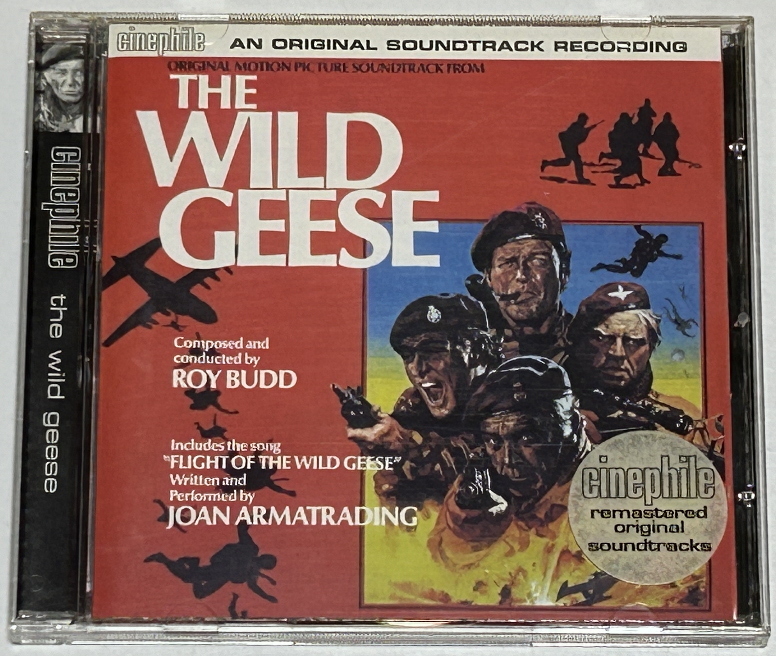 cinephile
the wild geese
cinephile AN ORIGINAL SOUNDTRACK RECORDING
ORIGINAL MOTION PICTURE SOUNDTRACK FROM
THE
WILD
GEESE
Composed and
conducted by
ROY BUDD
Includes the song
"FLIGHT OF THE WILD GEESE"
Written and
Performed by
JOAN ARMATRADING
cinephile
remastered
original
soundtracks